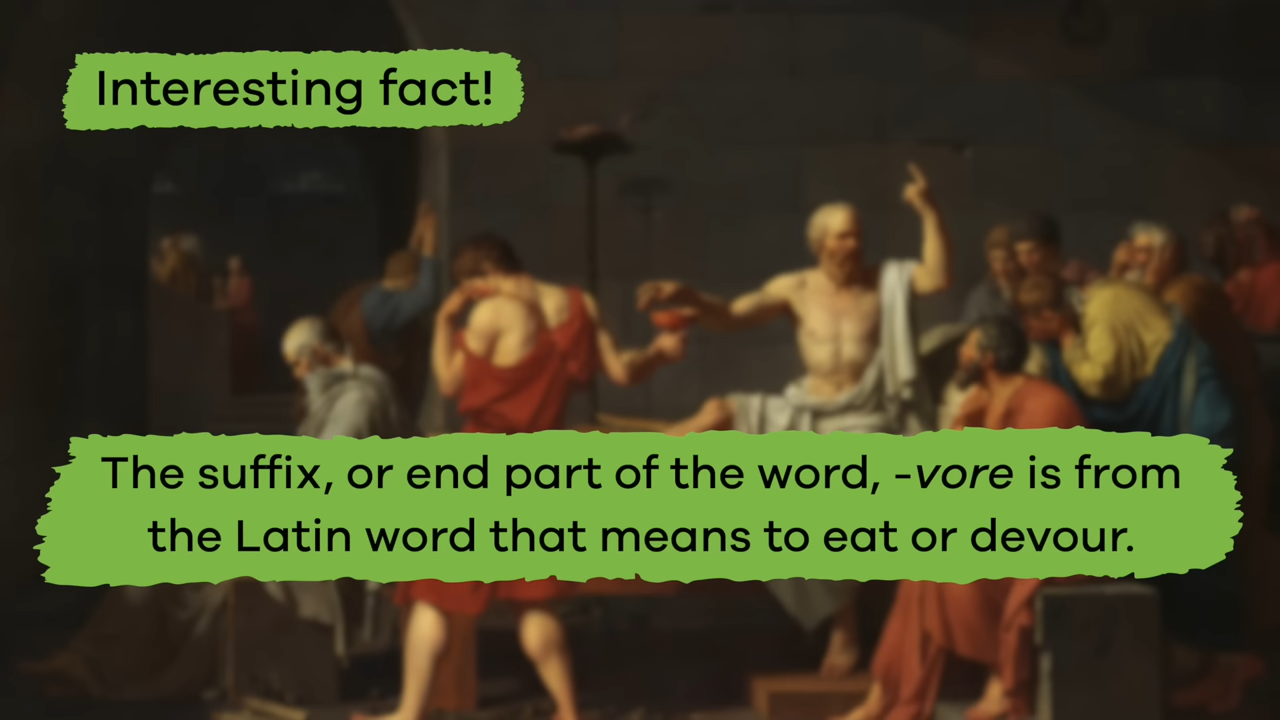 Interesting fact!
The suffix, or end part of the word, -vore is from
the Latin word that means to eat or devour.